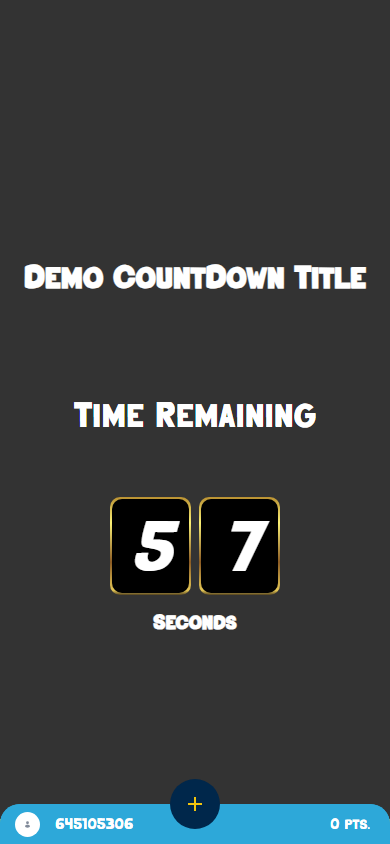 Demo CountDown Title
Time Remaining
5 7
Seconds
645105306
0 PTS.